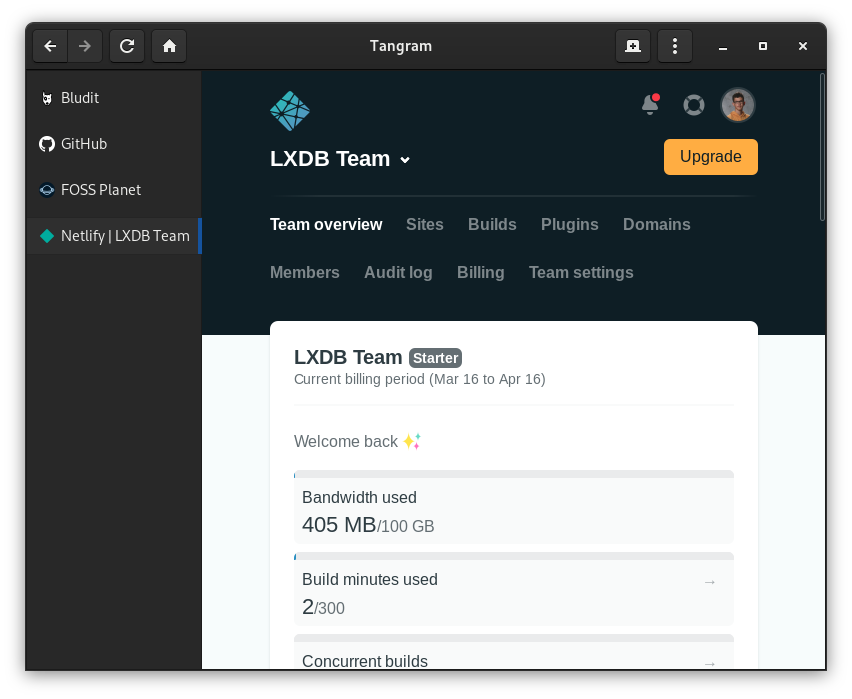 Tangram
Bludit
GitHub
FOSS Planet
Netlify | LXDB Team
LXDB Team
Upgrade
Team overview Sites Builds Plugins Domains
Members Audit log Billing Team settings
LXDB Team Starter
Current billing period (Mar 16 to Apr 16)
Welcome back ✨
Bandwidth used
405 MB/100 GB
Build minutes used →
2/300
Concurrent builds →